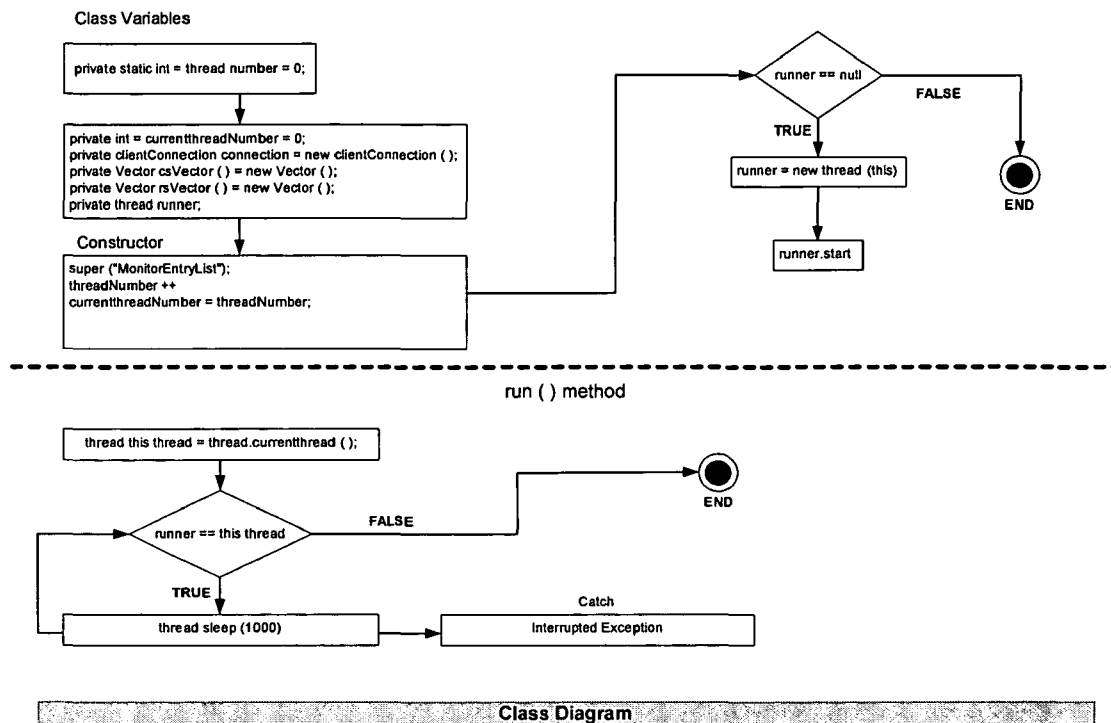 Class Variables
private static int = thread number = 0;
private int = currentthreadNumber = 0;
private clientConnection connection = new clientConnection ( );
private Vector csVector ( ) = new Vector ( );
private Vector rsVector ( ) = new Vector ( );
private thread runner;
Constructor
super ("MonitorEntryList");
threadNumber ++
currentthreadNumber = threadNumber;
runner == null
FALSE
TRUE
runner = new thread (this)
END
runner.start
run ( ) method
thread this thread = thread.currentthread ( );
END
runner == this thread
FALSE
TRUE
thread sleep (1000)
Catch
Interrupted Exception
Class Diagram